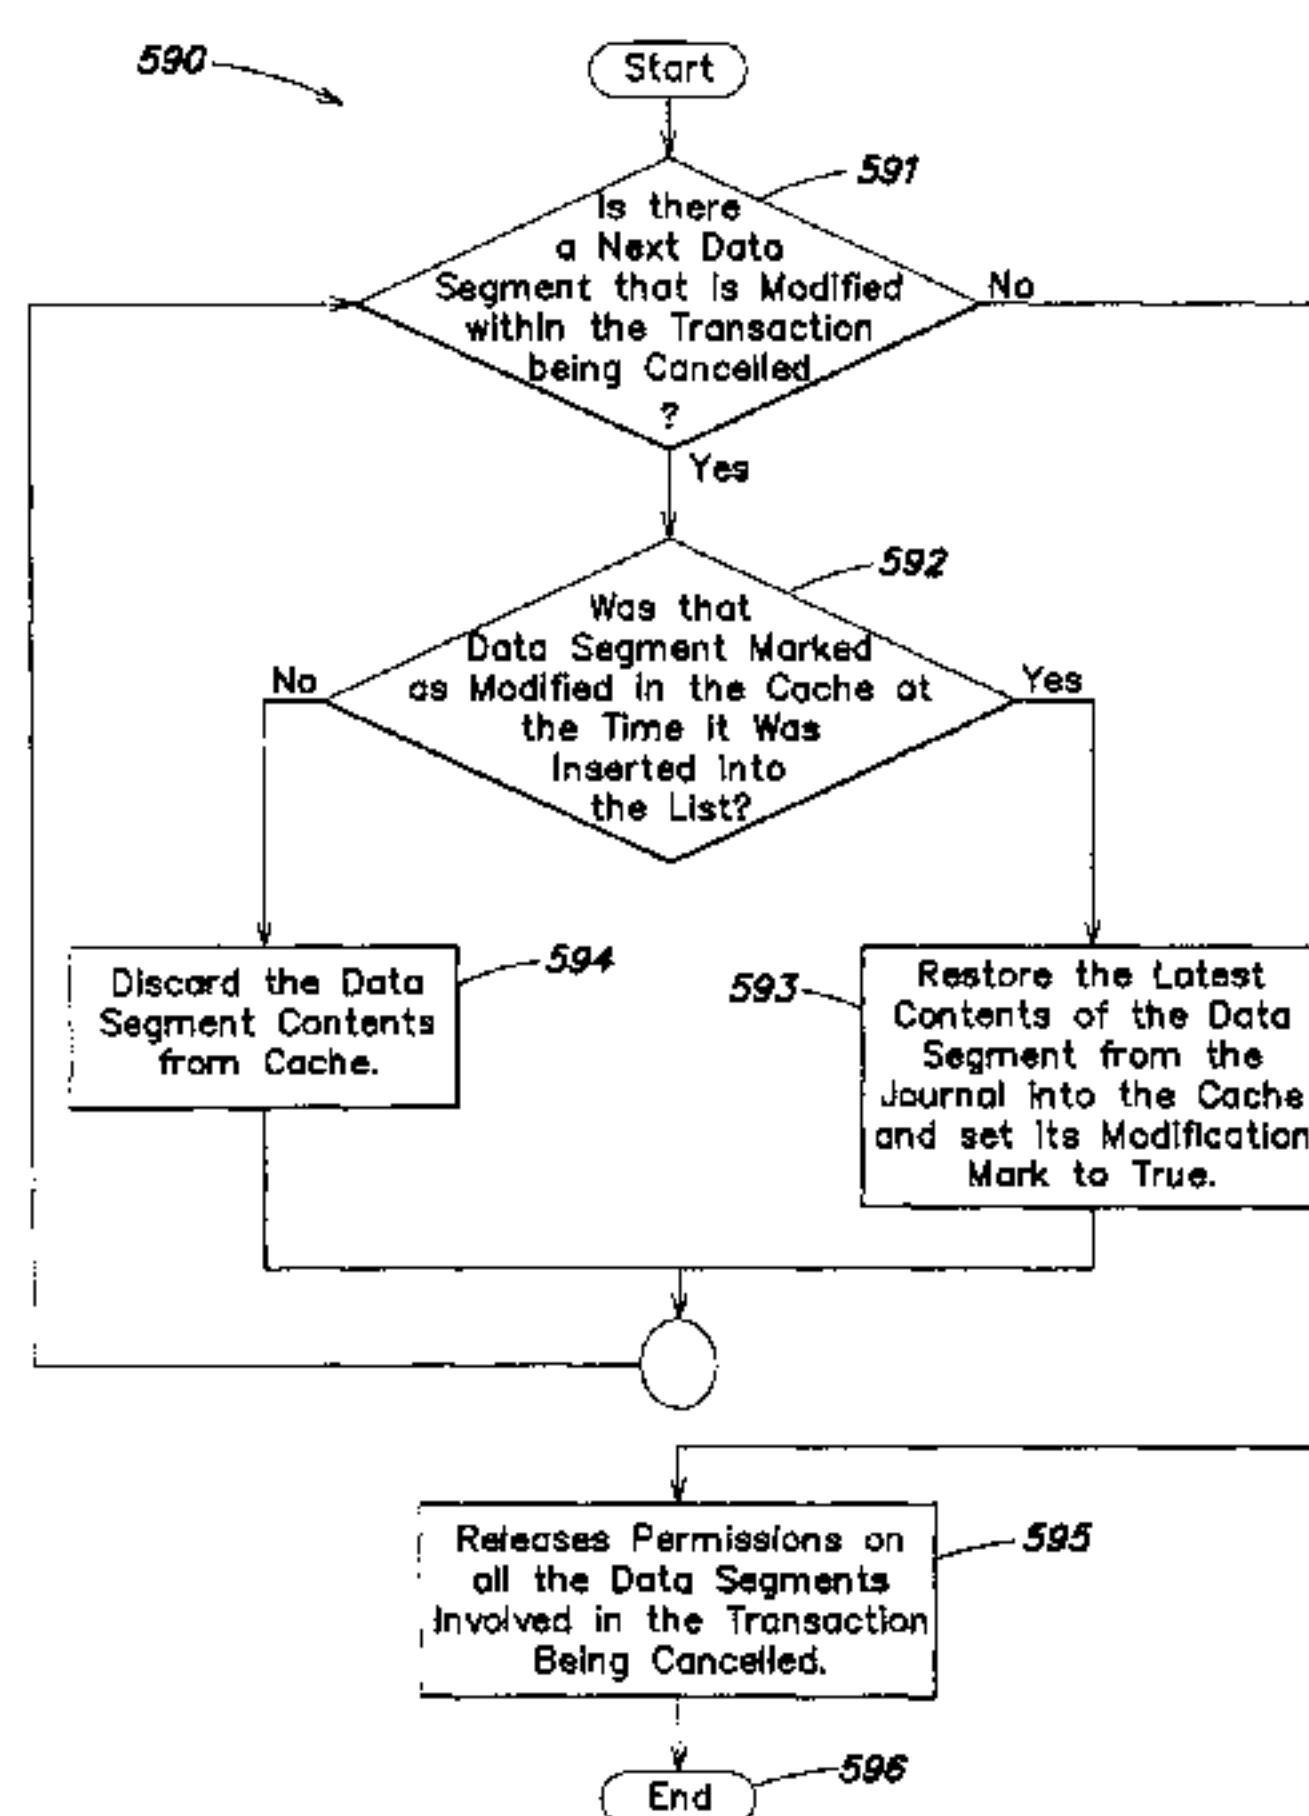 590
Start
591
Is there
a Next Data
Segment that is Modified
within the Transaction
being Cancelled
?
No
Yes
592
Was that
Data Segment Marked
as Modified in the Cache at
the Time it Was
Inserted into
the List?
No
Yes
594
Discard the Data
Segment Contents
from Cache.
593
Restore the Latest
Contents of the Data
Segment from the
Journal into the Cache
and set its Modification
Mark to True.
595
Releases Permissions on
all the Data Segments
Involved in the Transaction
Being Cancelled.
596
End